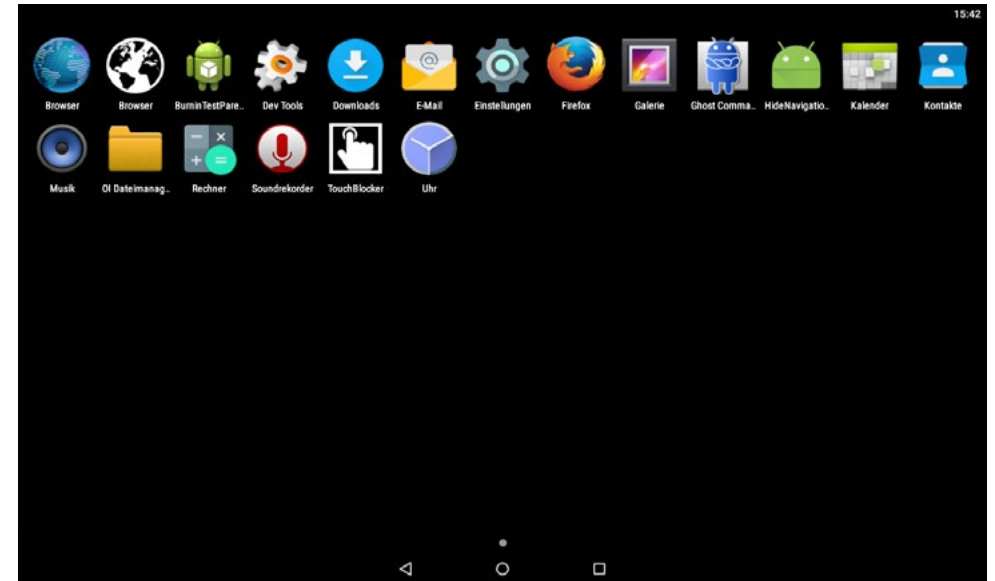 15:42
Browser Browser BurninTestPare.. Dev Tools Downloads E-Mail Einstellungen Firefox Galerie Ghost Comma.. HideNavigatio.. Kalender Kontakte
Musik OI Dateimanag.. Rechner Soundrekorder TouchBlocker Uhr